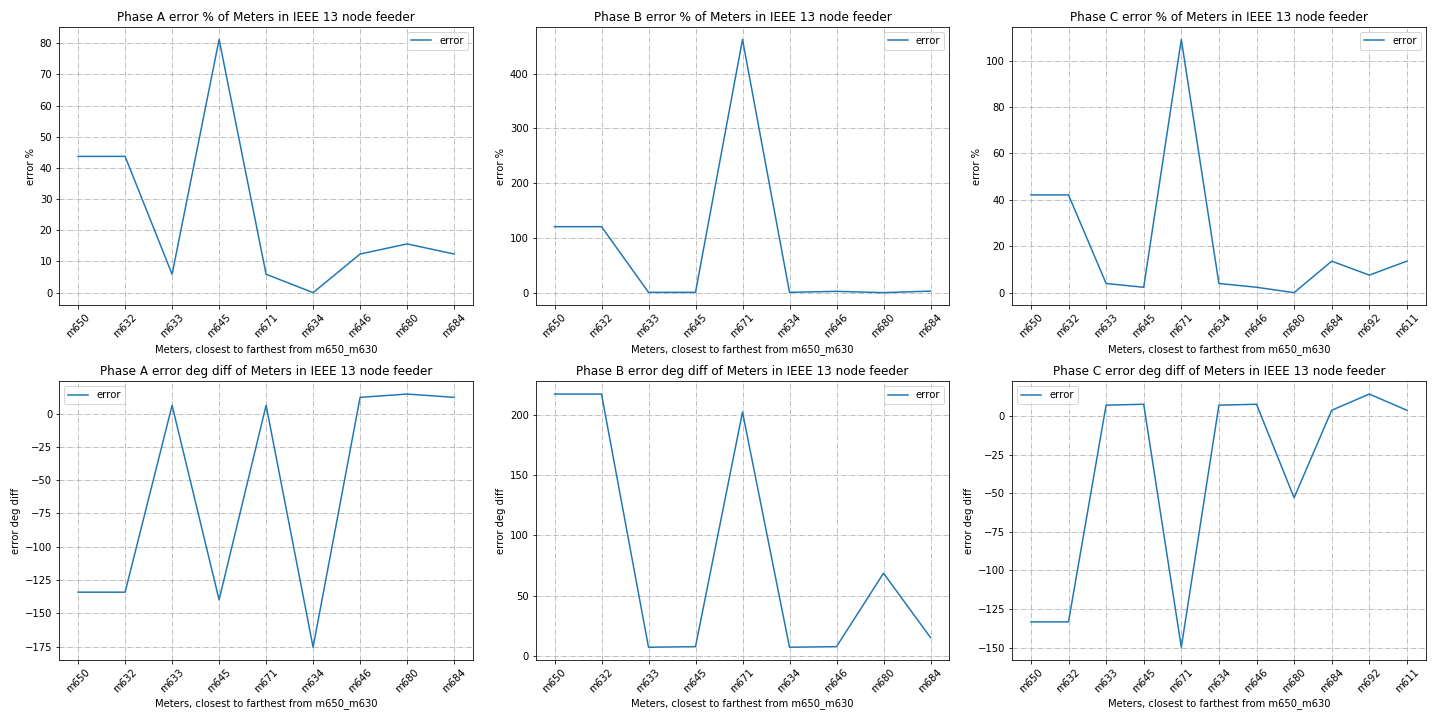 Phase A error % of Meters in IEEE 13 node feeder
error
error %
80
70
60
50
40
30
20
10
0
m650
m632
m633
m645
m671
m634
m646
m680
m684
Meters, closest to farthest from m650_m630
Phase B error % of Meters in IEEE 13 node feeder
error
error %
400
300
200
100
0
m650
m632
m633
m645
m671
m634
m646
m680
m684
Meters, closest to farthest from m650_m630
Phase C error % of Meters in IEEE 13 node feeder
error
error %
100
80
60
40
20
0
m650
m632
m633
m645
m671
m634
m646
m680
m684
m692
m611
Meters, closest to farthest from m650_m630
Phase A error deg diff of Meters in IEEE 13 node feeder
error
error deg diff
0
−25
−50
−75
−100
−125
−150
−175
m650
m632
m633
m645
m671
m634
m646
m680
m684
Meters, closest to farthest from m650_m630
Phase B error deg diff of Meters in IEEE 13 node feeder
error
error deg diff
200
150
100
50
0
m650
m632
m633
m645
m671
m634
m646
m680
m684
Meters, closest to farthest from m650_m630
Phase C error deg diff of Meters in IEEE 13 node feeder
error
error deg diff
0
−25
−50
−75
−100
−125
−150
m650
m632
m633
m645
m671
m634
m646
m680
m684
m692
m611
Meters, closest to farthest from m650_m630